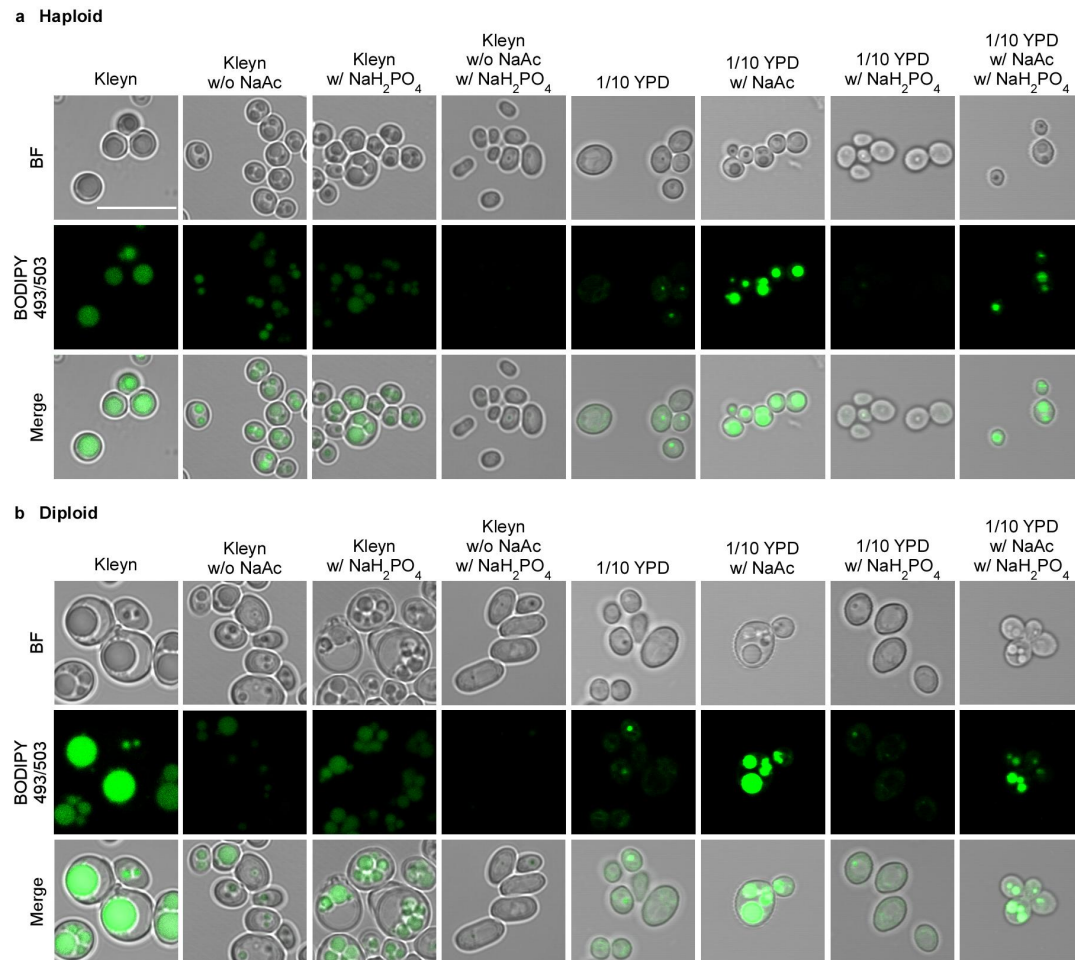 a Haploid
Kleyn
Kleyn
w/o NaAc
Kleyn
w/ NaH₂PO₄
Kleyn
w/o NaAc
w/ NaH₂PO₄
1/10 YPD
1/10 YPD
w/ NaAc
1/10 YPD
w/ NaH₂PO₄
1/10 YPD
w/ NaAc
w/ NaH₂PO₄
BF
BODIPY
493/503
Merge
b Diploid
Kleyn
Kleyn
w/o NaAc
Kleyn
w/ NaH₂PO₄
Kleyn
w/o NaAc
w/ NaH₂PO₄
1/10 YPD
1/10 YPD
w/ NaAc
1/10 YPD
w/ NaH₂PO₄
1/10 YPD
w/ NaAc
w/ NaH₂PO₄
BF
BODIPY
493/503
Merge